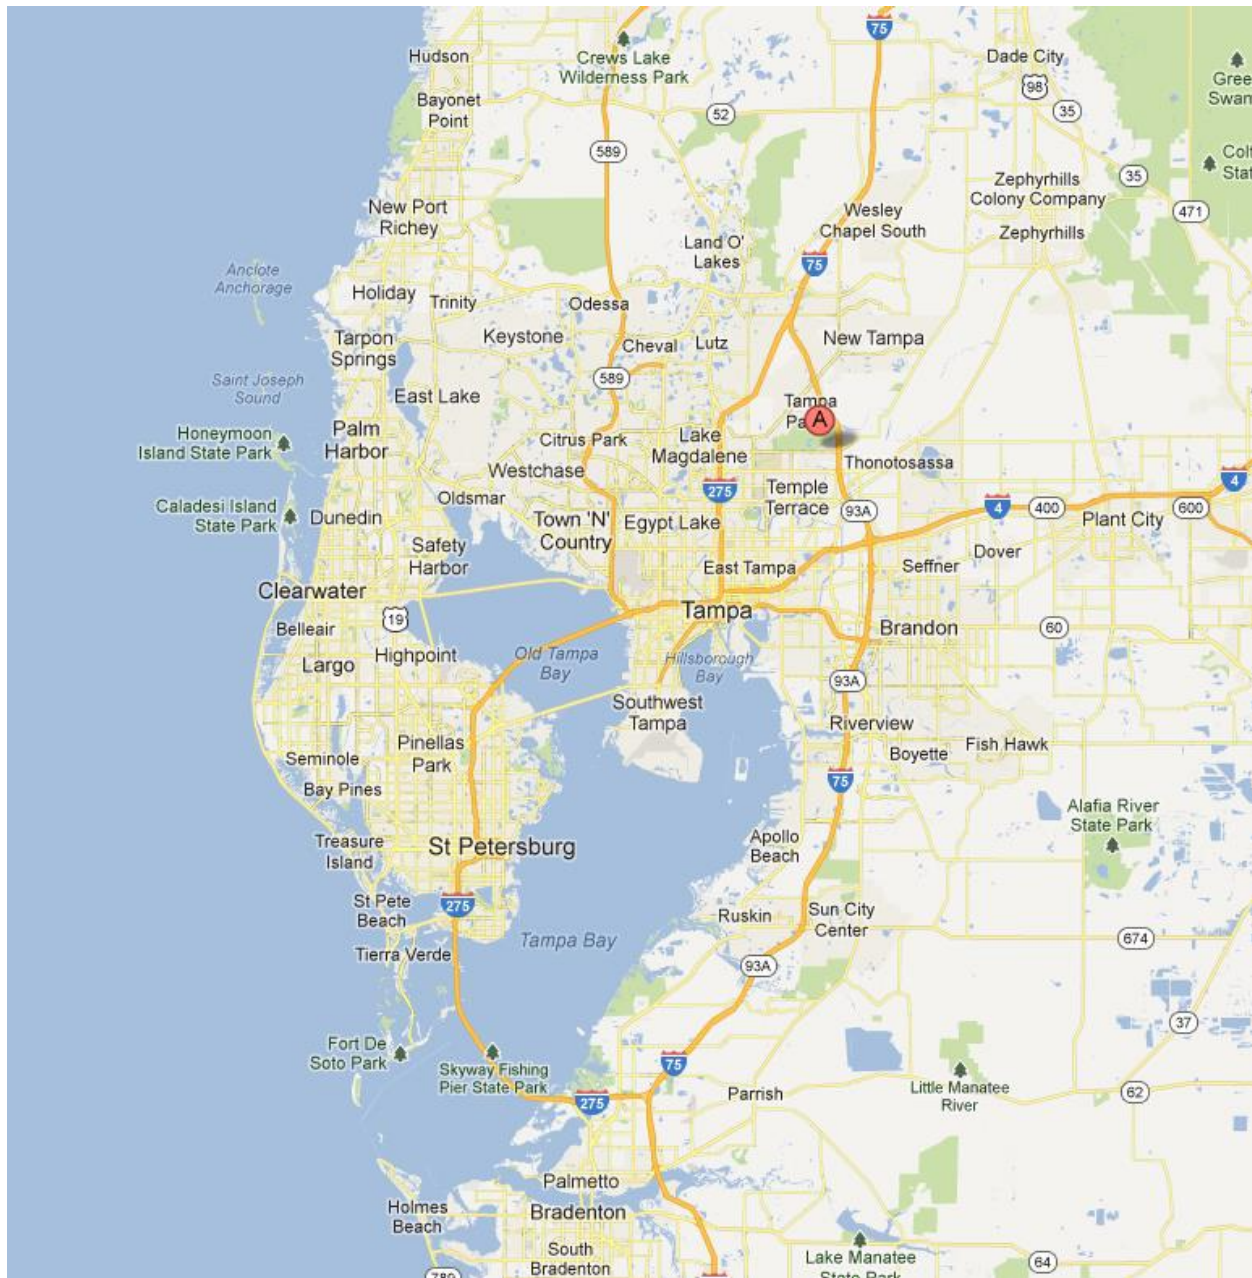 75
Hudson
Crews Lake
Wilderness Park
Dade City
98
Bayonet
Point
52
35
589
35
Zephyrhills
Colony Company
New Port
Richey
Wesley
Chapel South
471
Zephyrhills
Land O'
Lakes
75
Anclote
Anchorage
Holiday
Trinity
Odessa
Tarpon
Springs
Keystone
Cheval
Lutz
New Tampa
Saint Joseph
Sound
589
East Lake
Tampa
A
Honeymoon
Island State Park
Palm
Harbor
Citrus Park
Lake
Magdalene
Thonotosassa
Westchase
275
Temple
Terrace
4
Caladesi Island
State Park
Oldsmar
Dunedin
Town 'N'
Country
Egypt Lake
93A
4
400
Plant City
600
Safety
Harbor
East Tampa
Seffner
Dover
Clearwater
19
Tampa
Belleair
Brandon
60
Largo
Highpoint
Old Tampa
Bay
Hillsborough
Bay
93A
Southwest
Tampa
Riverview
Pinellas
Park
Boyette
Fish Hawk
Seminole
75
Bay Pines
Alafia River
State Park
Treasure
Island
St Petersburg
Apollo
Beach
St Pete
Beach
275
Ruskin
Sun City
Center
Tampa Bay
674
Tierra Verde
93A
37
Fort De
Soto Park
Skyway Fishing
Pier State Park
75
Parrish
Little Manatee
River
62
275
Palmetto
Holmes
Beach
Bradenton
South
Bradenton
Lake Manatee
State Park
64
789